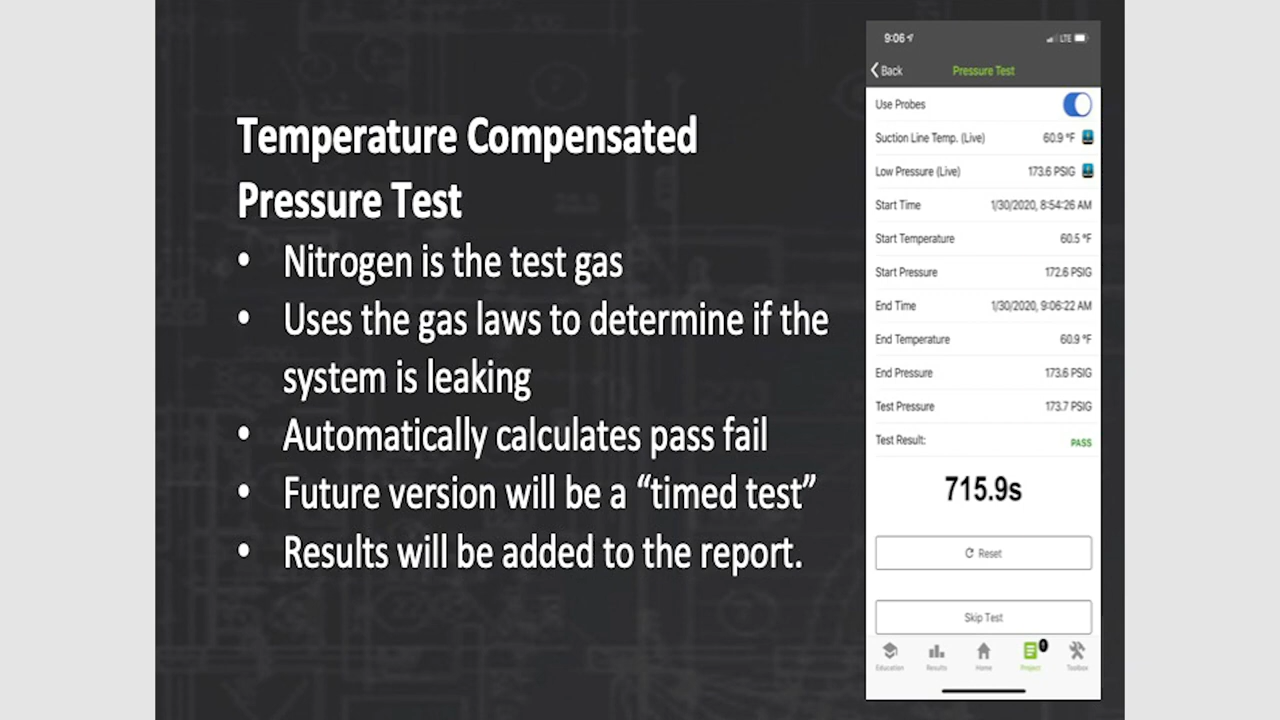 Temperature Compensated
Pressure Test
• Nitrogen is the test gas
• Uses the gas laws to determine if the
system is leaking
• Automatically calculates pass fail
• Future version will be a “timed test”
• Results will be added to the report.
9:06
LTE
Back
Pressure Test
Use Probes
Suction Line Temp. (Live) 60.9 °F
Low Pressure (Live) 173.6 PSIG
Start Time 1/30/2020, 8:54:26 AM
Start Temperature 60.5 °F
Start Pressure 172.6 PSIG
End Time 1/30/2020, 9:06:22 AM
End Temperature 60.9 °F
End Pressure 173.6 PSIG
Test Pressure 173.7 PSIG
Test Result: PASS
715.9s
Reset
Skip Test
Education Results Home Project Toolbox